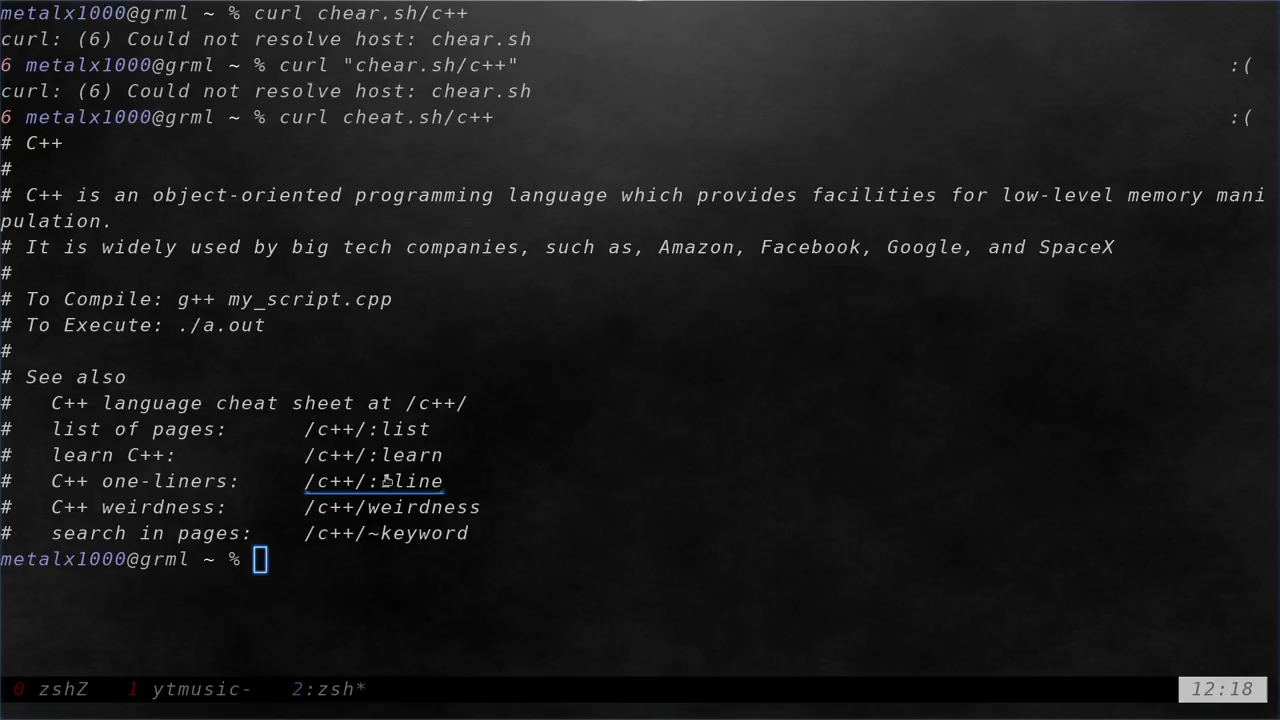 metalx1000@grml ~ % curl chear.sh/c++
curl: (6) Could not resolve host: chear.sh
6 metalx1000@grml ~ % curl "chear.sh/c++" :(
curl: (6) Could not resolve host: chear.sh
6 metalx1000@grml ~ % curl cheat.sh/c++ :(
# C++
#
# C++ is an object-oriented programming language which provides facilities for low-level memory mani
pulation.
# It is widely used by big tech companies, such as, Amazon, Facebook, Google, and SpaceX
#
# To Compile: g++ my_script.cpp
# To Execute: ./a.out
#
# See also
#   C++ language cheat sheet at /c++/
#   list of pages:      /c++/:list
#   learn C++:          /c++/:learn
#   C++ one-liners:
#   C++ weirdness:      /c++/weirdness
#   search in pages:    /c++/~keyword
metalx1000@grml ~ %
0 zshZ   1 ytmusic-   2:zsh* 12:18